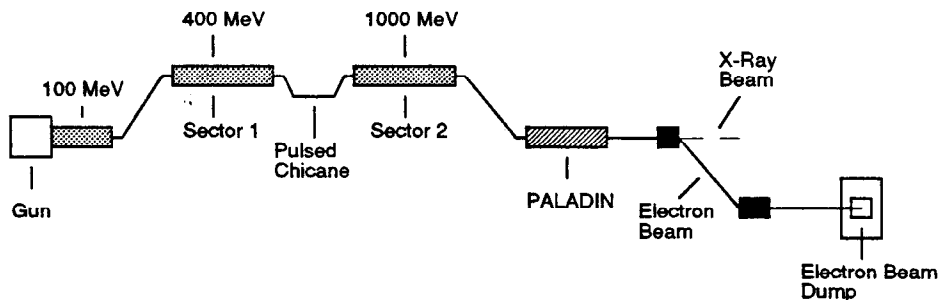 400 MeV
1000 MeV
100 MeV
X-Ray
Beam
Sector 1
Sector 2
Pulsed
Chicane
Gun
PALADIN
Electron
Beam
Electron Beam
Dump